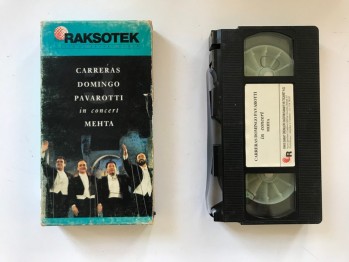 RAKSOTEK
CARRERAS
DOMINGO
PAVAROTTI
in concert
MEHTA
CARRERAS DOMINGO PAVAROTTI
in concert
MEHTA